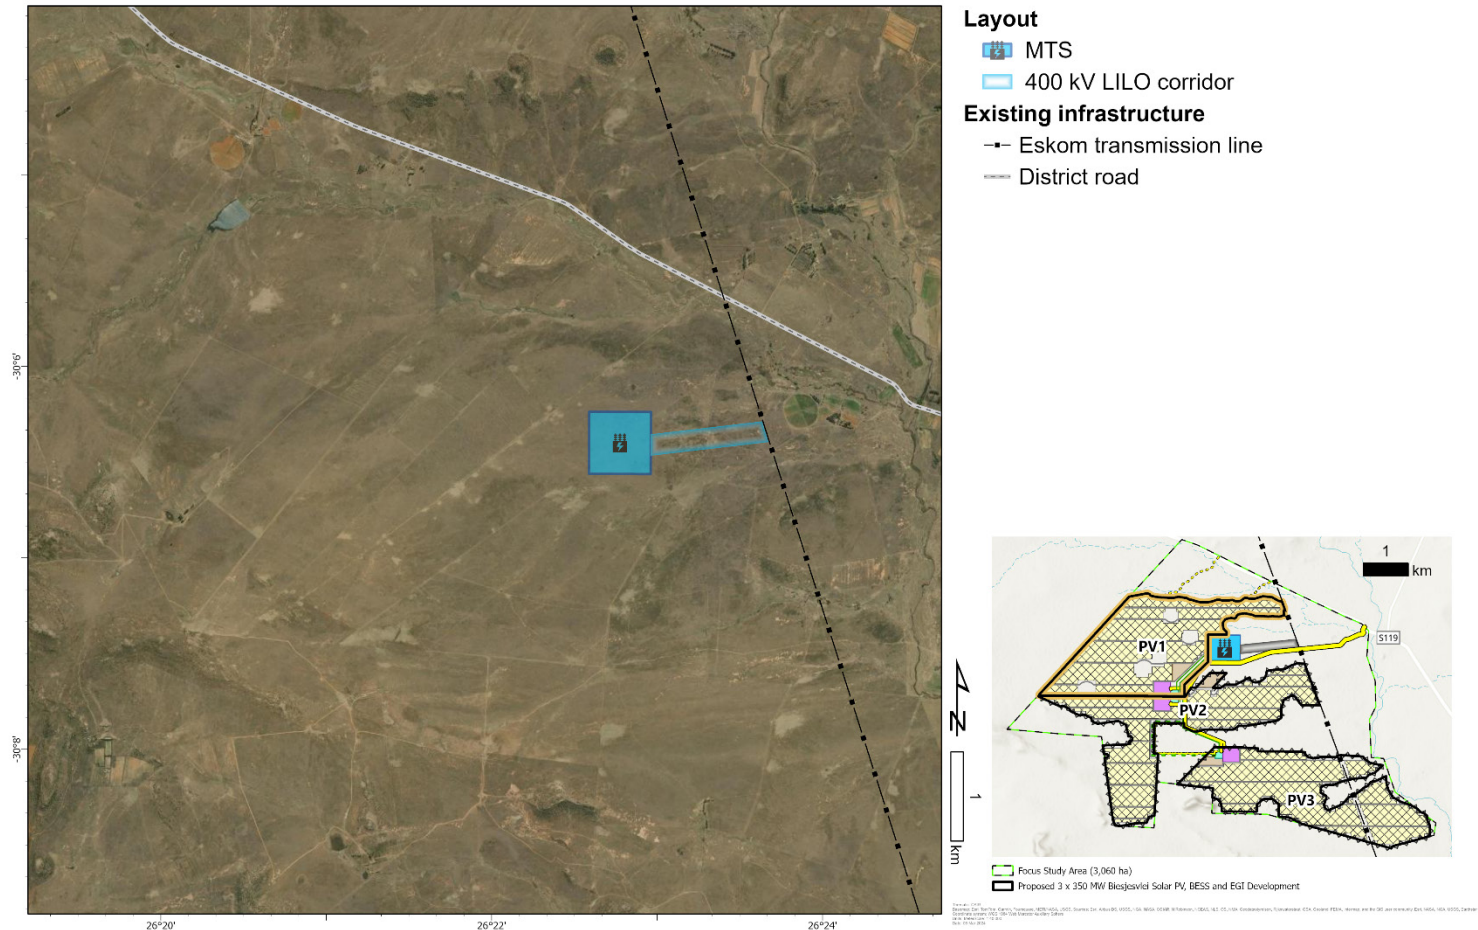 Layout
MTS
400 kV LILO corridor
Existing infrastructure
Eskom transmission line
District road
-30°6'
-30°8'
26°20'
26°22'
26°24'
N
1
km
1
km
S119
PV1
PV2
PV3
Focus Study Area (3,060 ha)
Proposed 3 x 350 MW Biesjesvlei Solar PV, BESS and EGI Development